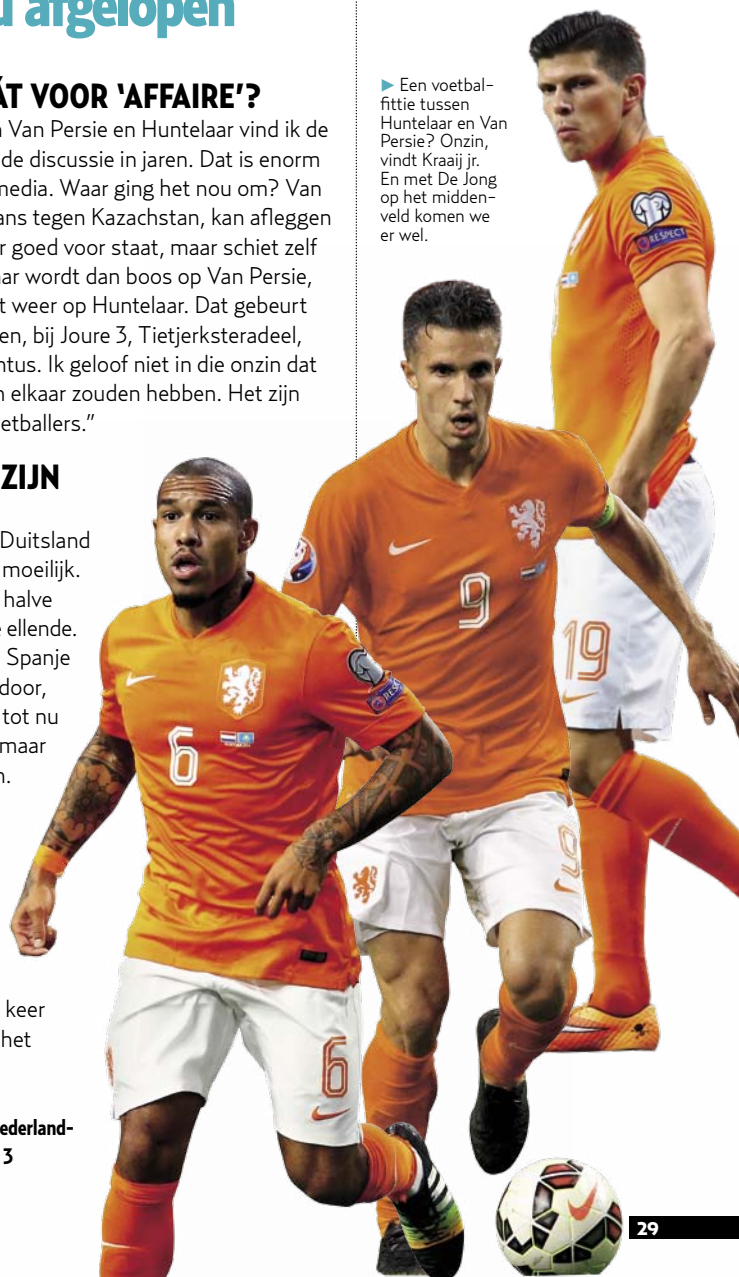 u afgelopen
ÁT VOOR ‘AFFAIRE’?
Van Persie en Huntelaar vind ik de
de discussie in jaren. Dat is enorm
media. Waar ging het nou om? Van
ans tegen Kazachstan, kan afleggen
r goed voor staat, maar schiet zelf
ar wordt dan boos op Van Persie,
t weer op Huntelaar. Dat gebeurt
en, bij Joure 3, Tietjerksteradeel,
ntus. Ik geloof niet in die onzin dat
n elkaar zouden hebben. Het zijn
etballers.”
ZIJN
Duitsland
moeilijk.
halve
e ellende.
Spanje
door,
tot nu
maar
n.
keer
het
ederland-
3
► Een voetbal-
fittie tussen
Huntelaar en Van
Persie? Onzin,
vindt Kraaij jr.
En met De Jong
op het midden-
veld komen we
er wel.
RESPECT
19
9
9
6
RES
6
29